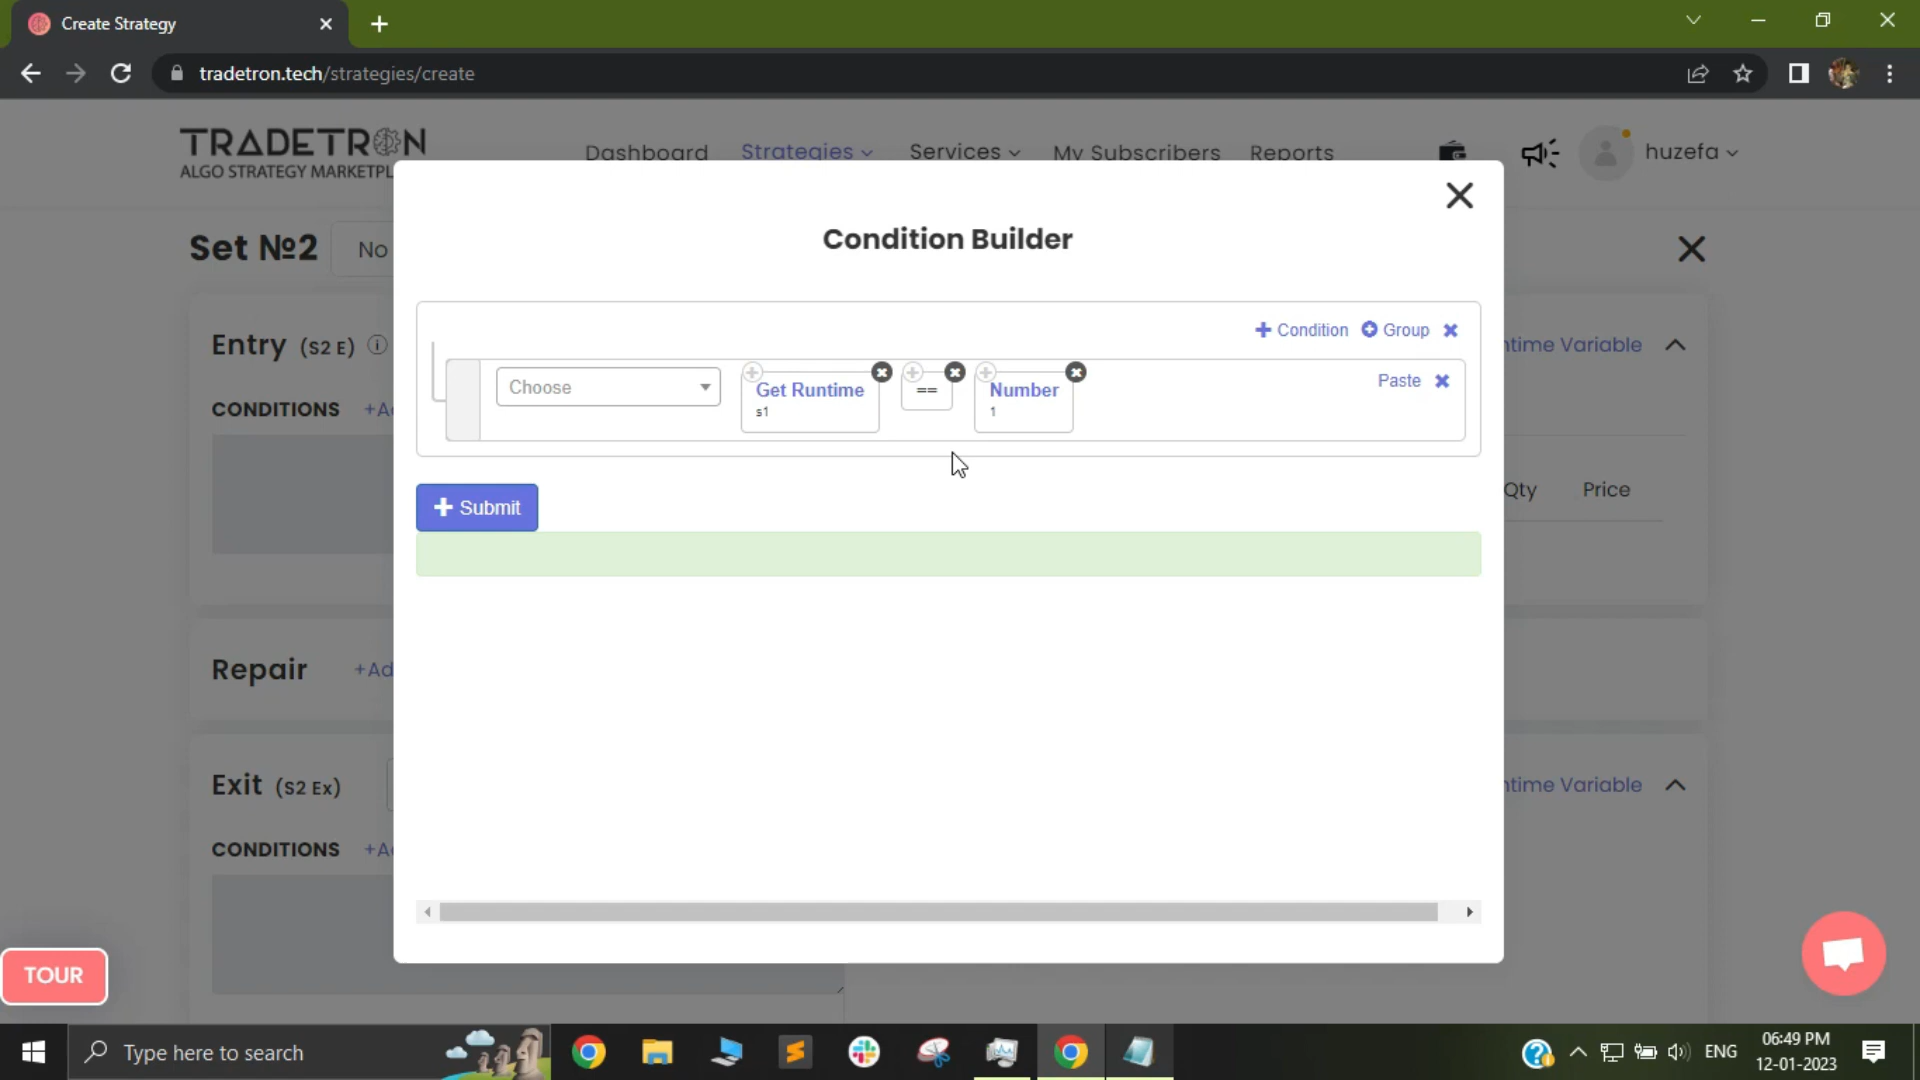 Create Strategy
tradetron.tech/strategies/create
TRADETRON
ALGO STRATEGY MARKETPL
Dashboard Strategies Services My Subscribers Reports huzefa
Condition Builder
Set №2 No
+ Condition Group
Entry (S2 E) ntime Variable
Choose Get Runtime s1 == Number 1 Paste
CONDITIONS +A
Qty Price
+ Submit
Repair +Ad
Exit (S2 Ex) ntime Variable
CONDITIONS +A
TOUR
Type here to search
ENG
06:49 PM
12-01-2023